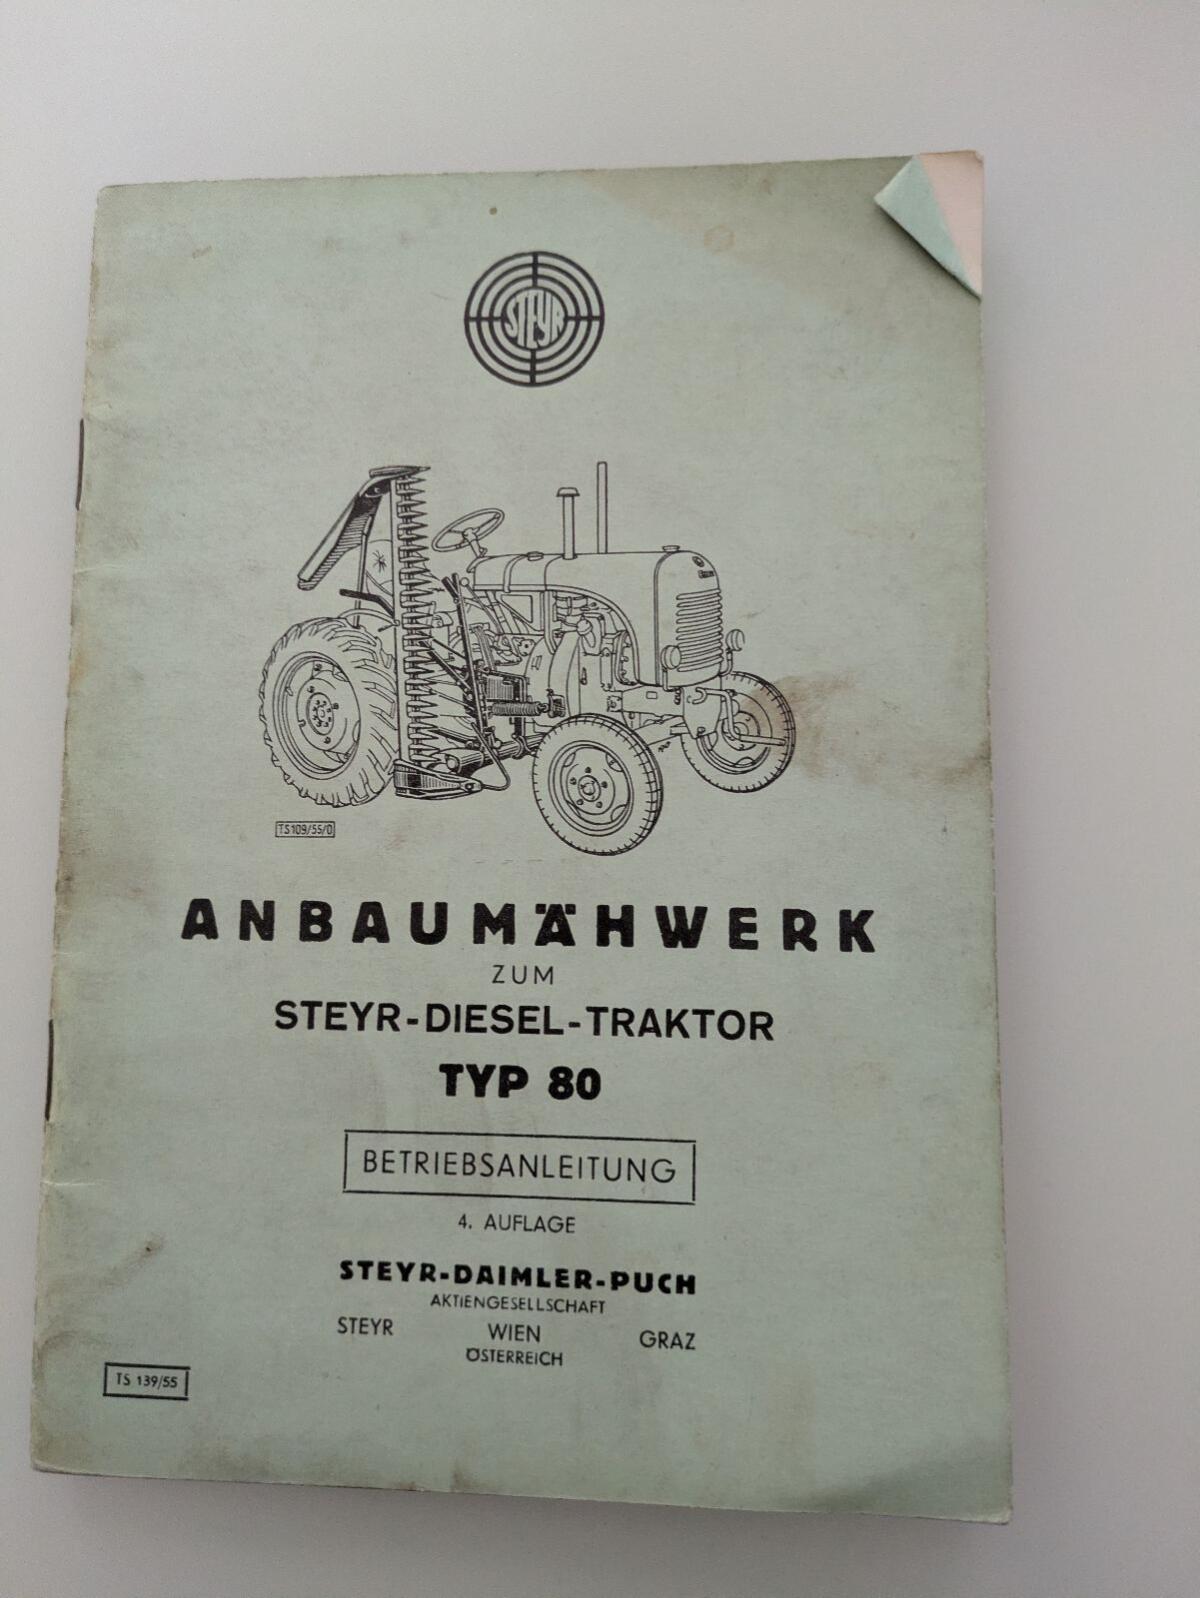 STEYR
TS109/55/0
ANBAUMÄHWERK
ZUM
STEYR-DIESEL-TRAKTOR
TYP 80
BETRIEBSANLEITUNG
4. AUFLAGE
STEYR-DAIMLER-PUCH
AKTIENGESELLSCHAFT
STEYR WIEN GRAZ
ÖSTERREICH
TS 139/55